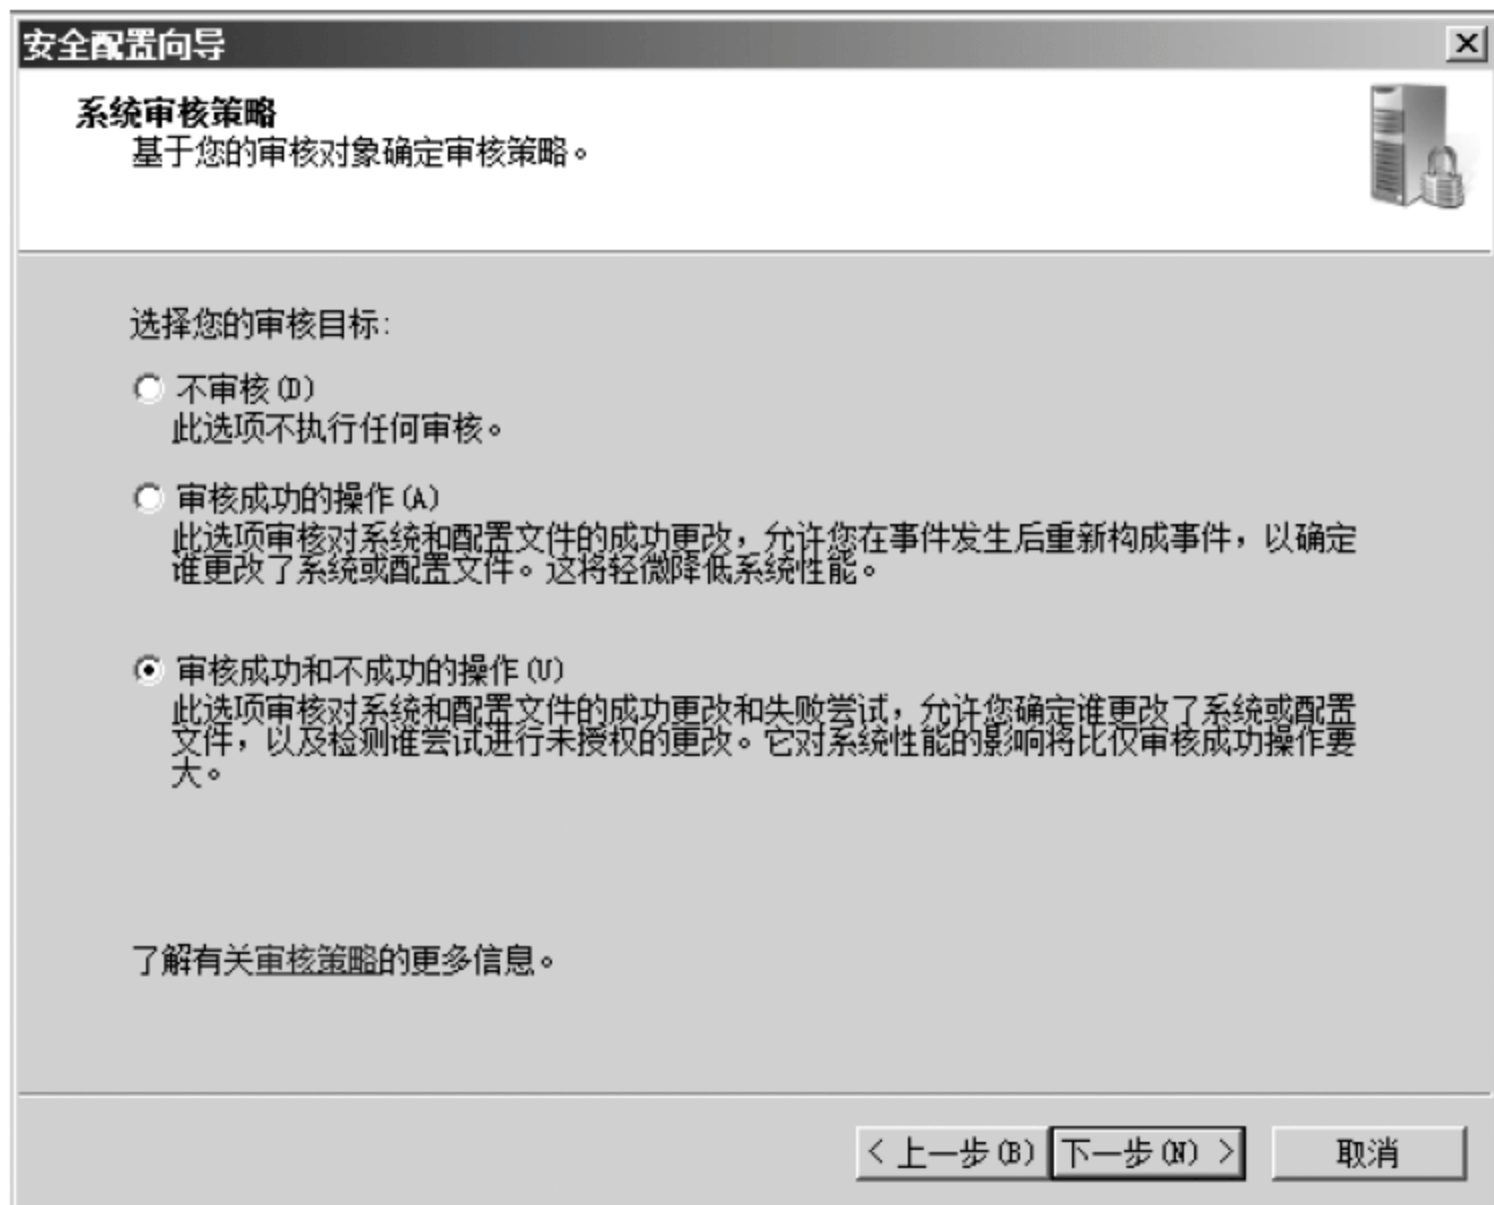 安全配置向导
系统审核策略
基于您的审核对象确定审核策略。
选择您的审核目标:
不审核(D)
此选项不执行任何审核。
审核成功的操作(A)
此选项审核对系统和配置文件的成功更改，允许您在事件发生后重新构成事件，以确定
谁更改了系统或配置文件。这将轻微降低系统性能。
审核成功和不成功的操作(U)
此选项审核对系统和配置文件的成功更改和失败尝试，允许您确定谁更改了系统或配置
文件，以及检测谁尝试进行未授权的更改。它对系统性能的影响将比仅审核成功操作要
大。
了解有关审核策略的更多信息。
< 上一步(B) 下一步(N) > 取消